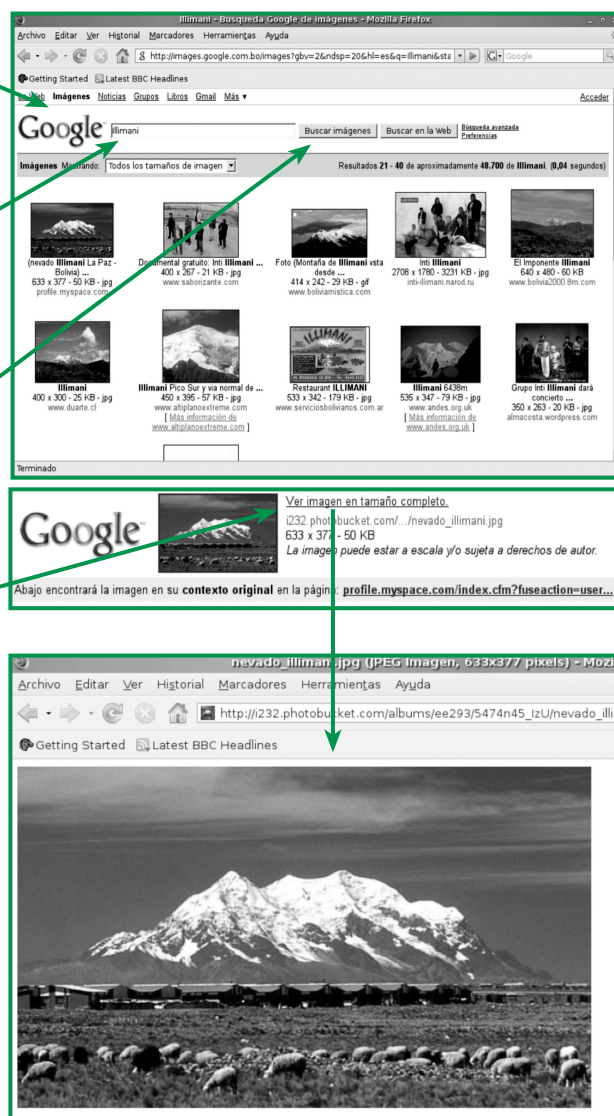 Illimani - Búsqueda Google de imágenes - Mozilla Firefox
Archivo Editar Ver Historial Marcadores Herramientas Ayuda
http://images.google.com.bo/images?gbv=2&ndsp=20&hl=es&q=Illimani&sta
G Google
Getting Started Latest BBC Headlines
La Web Imágenes Noticias Grupos Libros Gmail Más ▼ Acceder
Google Illimani Buscar imágenes Buscar en la Web Búsqueda avanzada
Preferencias
Imágenes Mostrando: Todos los tamaños de imagen Resultados 21 - 40 de aproximadamente 48.700 de Illimani. (0,04 segundos)
(nevado Illimani La Paz -
Bolivia) ...
633 x 377 - 50 KB - jpg
profile.myspace.com
Documental gratuito: Inti Illimani ...
400 x 267 - 21 KB - jpg
www.saborizante.com
Foto (Montaña de Illimani vsta
desde ...
414 x 242 - 29 KB - gif
www.boliviamistica.com
Inti Illimani
2708 x 1780 - 3231 KB - jpg
inti-illimani.narod.ru
El Imponente Illimani
640 x 480 - 60 KB
www.bolivia2000.8m.com
Illimani
400 x 300 - 25 KB - jpg
www.duarte.cl
Illimani Pico Sur y via normal de ...
450 x 395 - 57 KB - jpg
www.altiplanoextreme.com
[ Más información de
www.altiplanoextreme.com ]
ILLIMANI
Restaurant ILLIMANI
533 x 342 - 179 KB - jpg
www.serviciosbolivianos.com.ar
Illimani 6438m
535 x 347 - 79 KB - jpg
www.andes.org.uk
[ Más información de
www.andes.org.uk ]
Grupo Inti Illimani dará
concierto ...
350 x 263 - 20 KB - jpg
almacosta.wordpress.com
Terminado
Google
Ver imagen en tamaño completo.
i232.photobucket.com/.../nevado_illimani.jpg
633 x 377 - 50 KB
La imagen puede estar a escala y/o sujeta a derechos de autor.
Abajo encontrará la imagen en su contexto original en la página: profile.myspace.com/index.cfm?fuseaction=user...
nevado_illimani.jpg (JPEG Imagen, 633x377 pixels) - Mozi
Archivo Editar Ver Historial Marcadores Herramientas Ayuda
http://i232.photobucket.com/albums/ee293/5474n45_IzU/nevado_illi
Getting Started Latest BBC Headlines